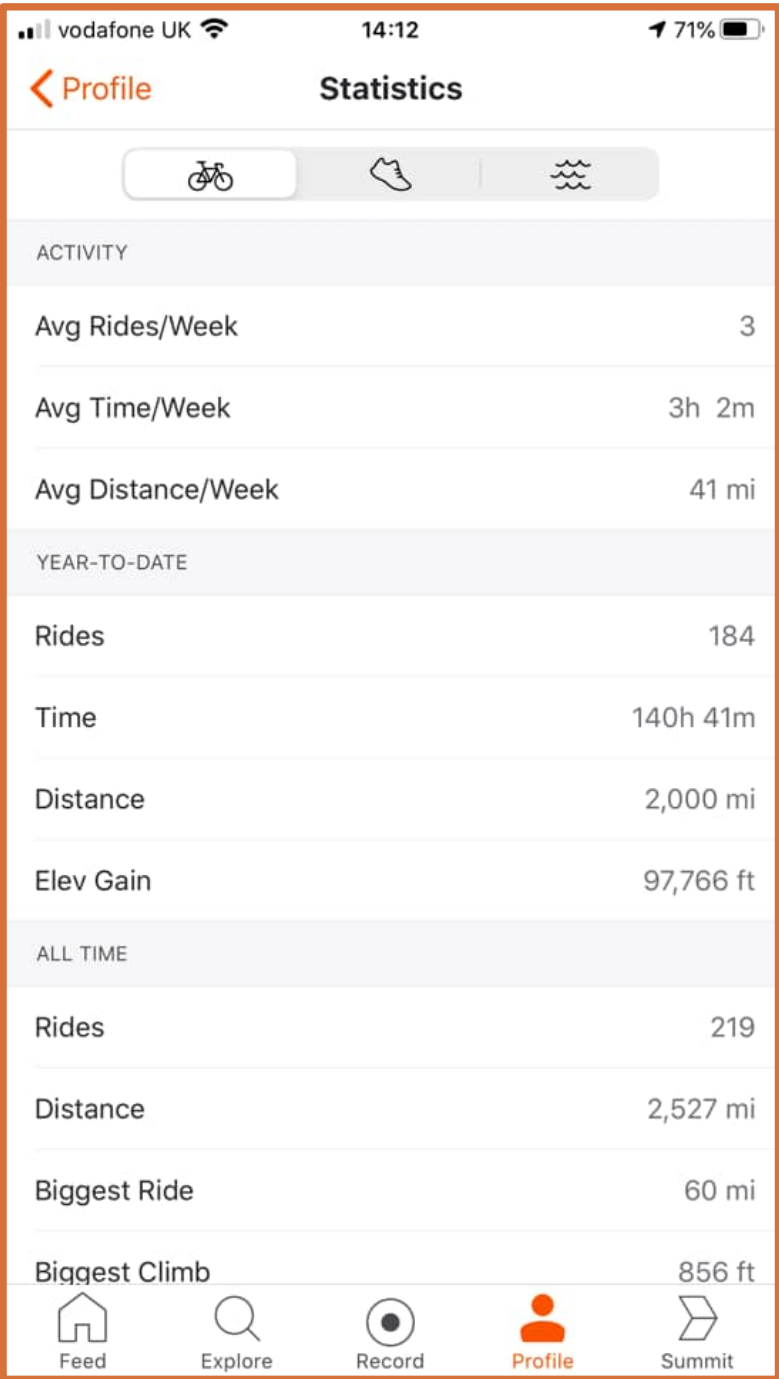 vodafone UK 14:12 71%
Profile Statistics
ACTIVITY
Avg Rides/Week 3
Avg Time/Week 3h 2m
Avg Distance/Week 41 mi
YEAR-TO-DATE
Rides 184
Time 140h 41m
Distance 2,000 mi
Elev Gain 97,766 ft
ALL TIME
Rides 219
Distance 2,527 mi
Biggest Ride 60 mi
Biggest Climb 856 ft
Feed Explore Record Profile Summit